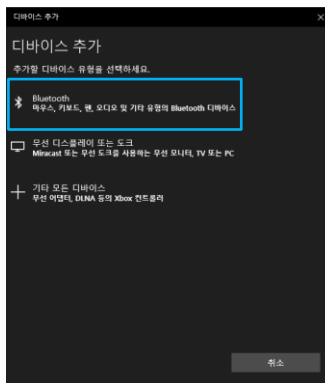 디바이스 추가
디바이스 추가
추가할 디바이스 유형을 선택하세요.
Bluetooth
마우스, 키보드, 펜, 오디오 및 기타 유형의 Bluetooth 디바이스
무선 디스플레이 또는 도크
Miracast 또는 무선 도크를 사용하는 무선 모니터, TV 또는 PC
기타 모든 디바이스
무선 어댑터, DLNA 등의 Xbox 컨트롤러
취소